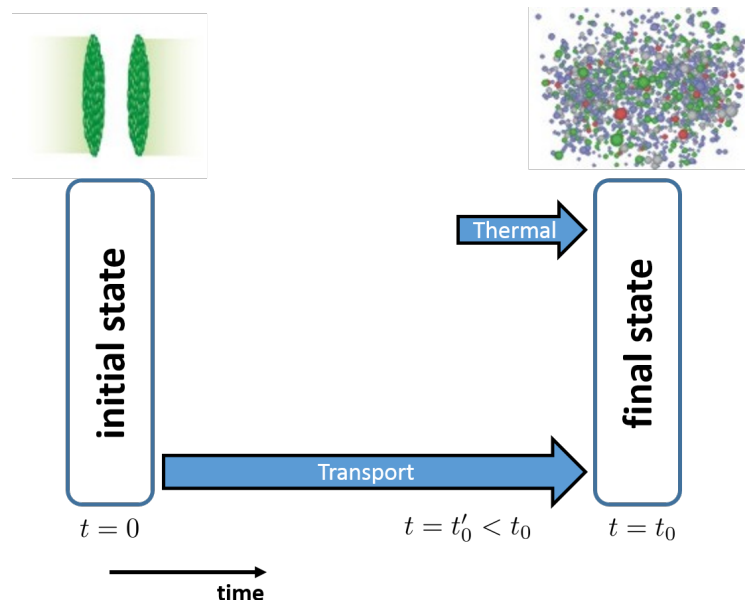 initial state
Thermal
final state
Transport
t = 0
t = t′₀ < t₀
t = t₀
time